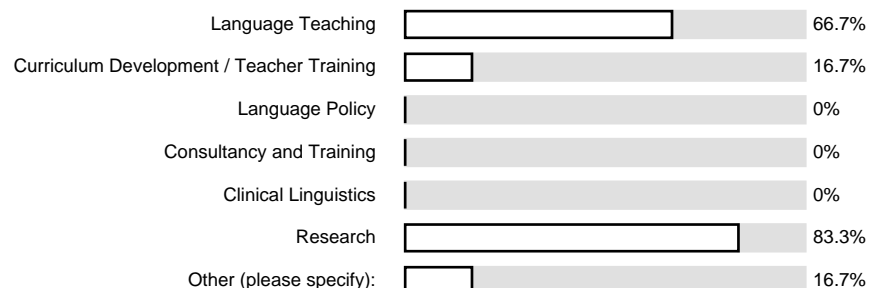 Language Teaching 66.7%
Curriculum Development / Teacher Training 16.7%
Language Policy 0%
Consultancy and Training 0%
Clinical Linguistics 0%
Research 83.3%
Other (please specify): 16.7%